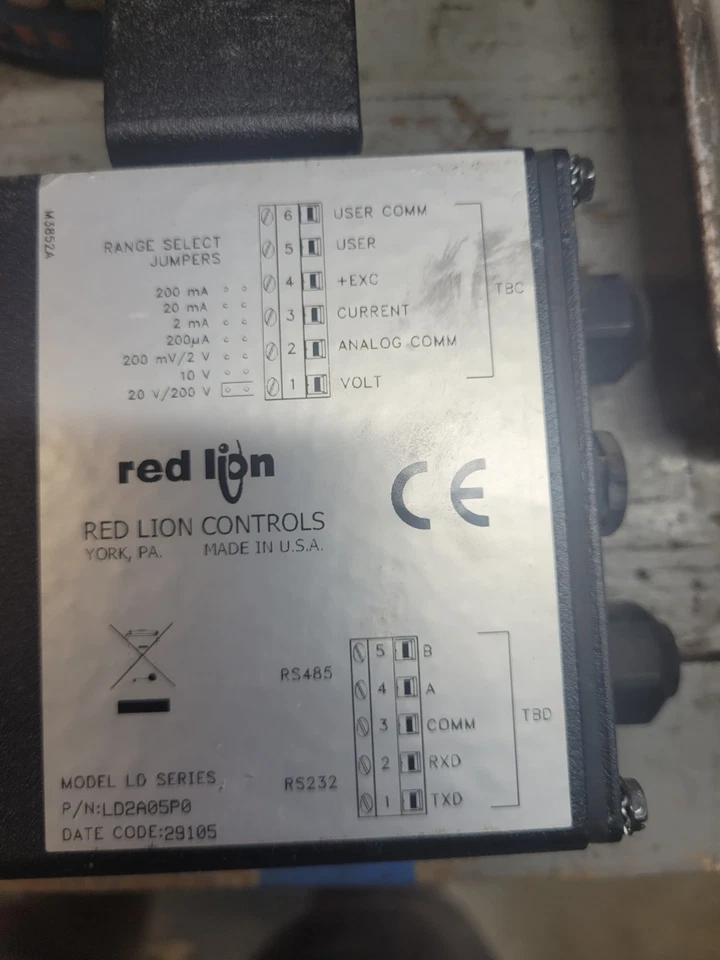 M3852A
RANGE SELECT
JUMPERS
200 mA
20 mA
2 mA
200µA
200 mV/2 V
10 V
20 V/200 V
6 USER COMM
5 USER
4 +EXC
3 CURRENT
2 ANALOG COMM
1 VOLT
TBC
red lion
CE
RED LION CONTROLS
YORK, PA. MADE IN U.S.A.
RS485
RS232
5 B
4 A
3 COMM
2 RXD
1 TXD
TBD
MODEL LD SERIES
P/N:LD2A05P0
DATE CODE:29105